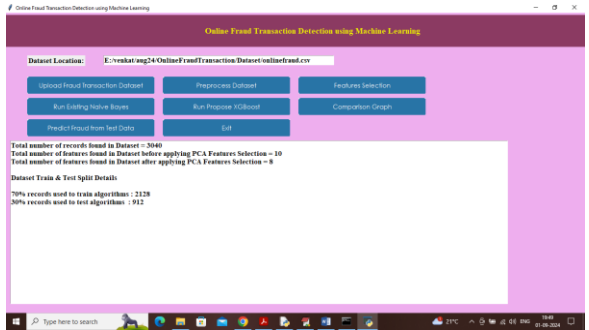 Online Fraud Transaction Detection using Machine Learning
Online Fraud Transaction Detection using Machine Learning
Dataset Location: E:/venkat/aug24/OnlineFraudTransaction/Dataset/onlinefraud.csv
Upload Fraud Transaction Dataset Preprocess Dataset Features Selection
Run Existing Naive Bayes Run Propose XGBoost Comparison Graph
Predict Fraud from Test Data Exit
Total number of records found in Dataset = 3040
Total number of features found in Dataset before applying PCA Features Selection = 10
Total number of features found in Dataset after applying PCA Features Selection = 8
Dataset Train & Test Split Details
70% records used to train algorithms : 2128
30% records used to test algorithms : 912
Type here to search 21°C ENG
01-09-2024